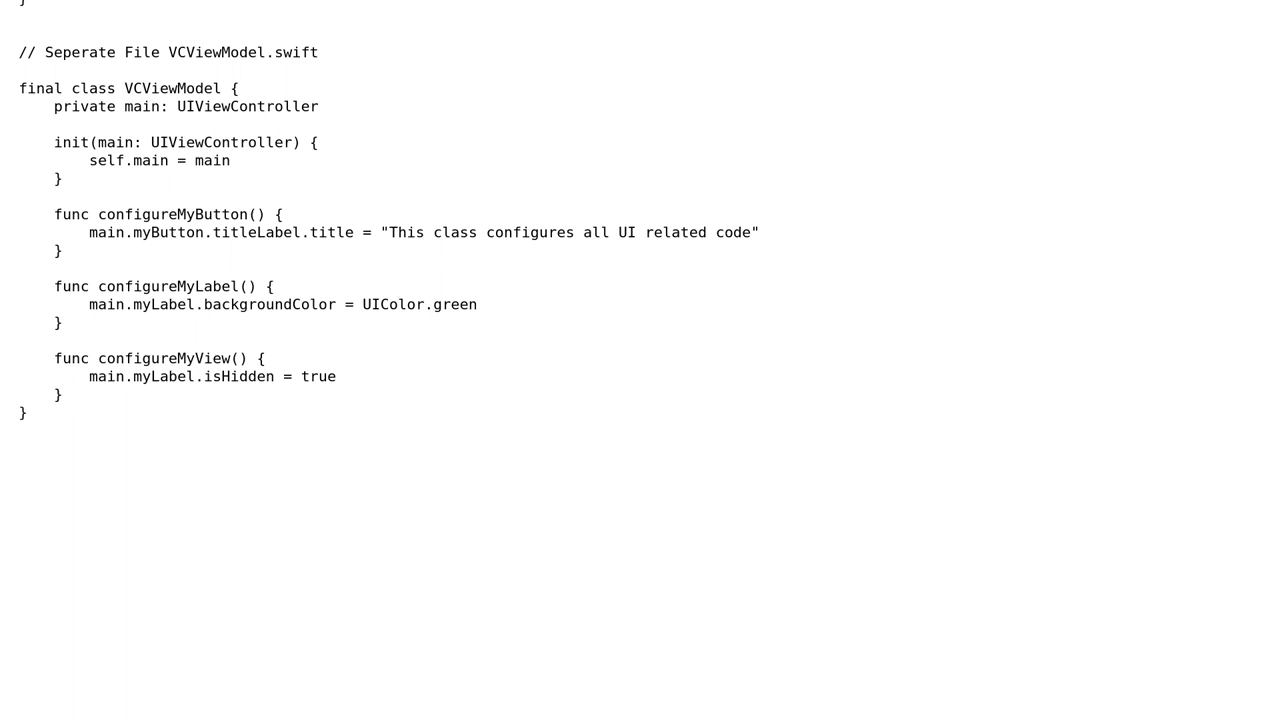 }
// Seperate File VCViewModel.swift
final class VCViewModel {
    private main: UIViewController
    init(main: UIViewController) {
        self.main = main
    }
    func configureMyButton() {
        main.myButton.titleLabel.title = "This class configures all UI related code"
    }
    func configureMyLabel() {
        main.myLabel.backgroundColor = UIColor.green
    }
    func configureMyView() {
        main.myLabel.isHidden = true
    }
}